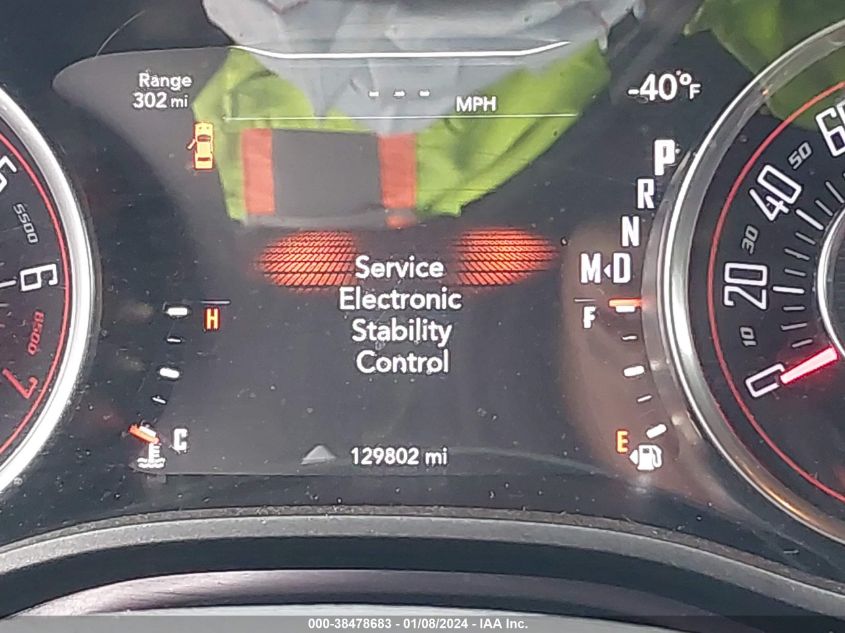 Range
302 mi
- - - MPH
-40°F
P
R
N
M D
Service
Electronic
Stability
Control
H
C
F
E
129802 mi
5500
6
6500
7
0
10
20
30
40
50
60
000-38478683 - 01/08/2024 - IAA Inc.